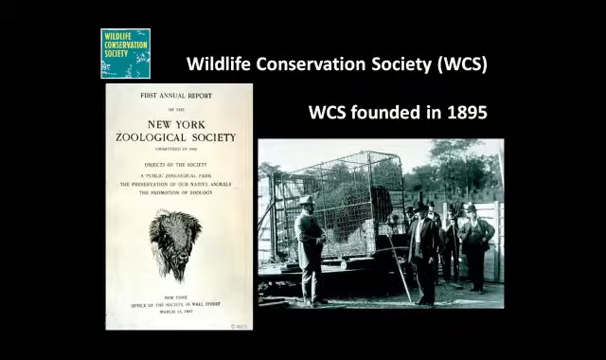 WILDLIFE
CONSERVATION
SOCIETY
Wildlife Conservation Society (WCS)
WCS founded in 1895
FIRST ANNUAL REPORT
OF THE
NEW YORK
ZOOLOGICAL SOCIETY
CHARTERED IN 1895
OBJECTS OF THE SOCIETY
A PUBLIC ZOOLOGICAL PARK
THE PRESERVATION OF OUR NATIVE ANIMALS
THE PROMOTION OF ZOOLOGY
NEW YORK
OFFICE OF THE SOCIETY, 69 WALL STREET
MARCH 15, 1897